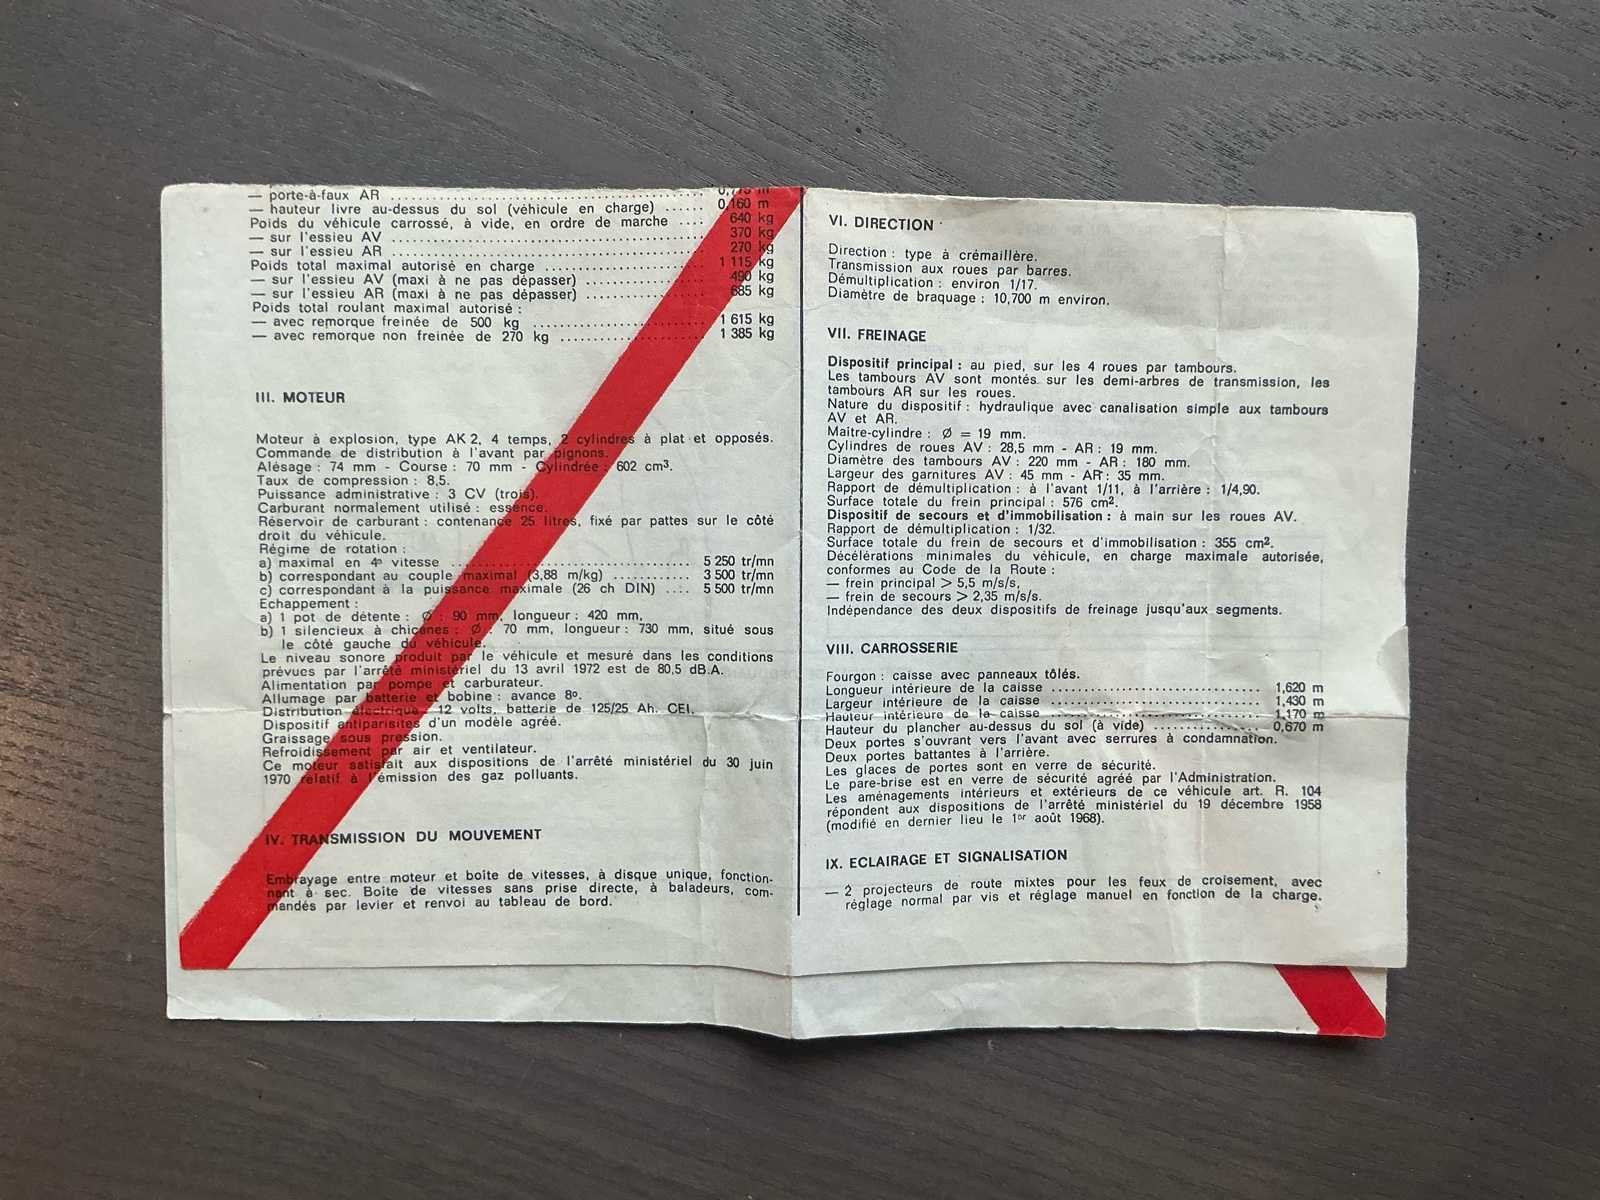 — porte-à-faux AR ........ 0,775 m
— hauteur livre au-dessus du sol (véhicule en charge) ...... 0,160 m
Poids du véhicule carrossé, à vide, en ordre de marche .... 640 kg
— sur l'essieu AV ........ 370 kg
— sur l'essieu AR ........ 270 kg
Poids total maximal autorisé en charge ........ 1 115 kg
— sur l'essieu AV (maxi à ne pas dépasser) ........ 490 kg
— sur l'essieu AR (maxi à ne pas dépasser) ........ 685 kg
Poids total roulant maximal autorisé :
— avec remorque freinée de 500 kg ........ 1 615 kg
— avec remorque non freinée de 270 kg ........ 1 385 kg
III. MOTEUR
Moteur à explosion, type AK 2, 4 temps, 2 cylindres à plat et opposés.
Commande de distribution à l'avant par pignons.
Alésage : 74 mm - Course : 70 mm - Cylindrée : 602 cm³.
Taux de compression : 8,5.
Puissance administrative : 3 CV (trois).
Carburant normalement utilisé : essence.
Réservoir de carburant : contenance 25 litres, fixé par pattes sur le côté
droit du véhicule.
Régime de rotation :
a) maximal en 4e vitesse ........ 5 250 tr/mn
b) correspondant au couple maximal (3,88 m/kg) ........ 3 500 tr/mn
c) correspondant à la puissance maximale (26 ch DIN) .... 5 500 tr/mn
Echappement :
a) 1 pot de détente : Ø : 90 mm, longueur : 420 mm,
b) 1 silencieux à chicanes : Ø : 70 mm, longueur : 730 mm, situé sous
le côté gauche du véhicule.
Le niveau sonore produit par le véhicule et mesuré dans les conditions
prévues par l'arrêté ministériel du 13 avril 1972 est de 80,5 dB.A.
Alimentation par pompe et carburateur.
Allumage par batterie et bobine : avance 8º.
Distribution électrique 12 volts, batterie de 125/25 Ah. CEI.
Dispositif antiparasites d'un modèle agréé.
Graissage sous pression.
Refroidissement par air et ventilateur.
Ce moteur satisfait aux dispositions de l'arrêté ministériel du 30 juin
1970 relatif à l'émission des gaz polluants.
IV. TRANSMISSION DU MOUVEMENT
Embrayage entre moteur et boîte de vitesses, à disque unique, fonction-
nant à sec. Boîte de vitesses sans prise directe, à baladeurs, com-
mandés par levier et renvoi au tableau de bord.
VI. DIRECTION
Direction : type à crémaillère.
Transmission aux roues par barres.
Démultiplication : environ 1/17.
Diamètre de braquage : 10,700 m environ.
VII. FREINAGE
Dispositif principal : au pied, sur les 4 roues par tambours.
Les tambours AV sont montés sur les demi-arbres de transmission, les
tambours AR sur les roues.
Nature du dispositif : hydraulique avec canalisation simple aux tambours
AV et AR.
Maitre-cylindre : Ø = 19 mm.
Cylindres de roues AV : 28,5 mm - AR : 19 mm.
Diamètre des tambours AV : 220 mm - AR : 180 mm.
Largeur des garnitures AV : 45 mm - AR : 35 mm.
Rapport de démultiplication : à l'avant 1/11, à l'arrière : 1/4,90.
Surface totale du frein principal : 576 cm².
Dispositif de secours et d'immobilisation : à main sur les roues AV.
Rapport de démultiplication : 1/32.
Surface totale du frein de secours et d'immobilisation : 355 cm².
Décélérations minimales du véhicule, en charge maximale autorisée,
conformes au Code de la Route :
— frein principal > 5,5 m/s/s,
— frein de secours > 2,35 m/s/s.
Indépendance des deux dispositifs de freinage jusqu'aux segments.
VIII. CARROSSERIE
Fourgon : caisse avec panneaux tôlés.
Longueur intérieure de la caisse ........ 1,620 m
Largeur intérieure de la caisse ........ 1,430 m
Hauteur intérieure de la caisse ........ 1,170 m
Hauteur du plancher au-dessus du sol (à vide) ........ 0,670 m
Deux portes s'ouvrant vers l'avant avec serrures à condamnation.
Deux portes battantes à l'arrière.
Les glaces de portes sont en verre de sécurité.
Le pare-brise est en verre de sécurité agréé par l'Administration.
Les aménagements intérieurs et extérieurs de ce véhicule art. R. 104
répondent aux dispositions de l'arrêté ministériel du 19 décembre 1958
(modifié en dernier lieu le 1er août 1968).
IX. ECLAIRAGE ET SIGNALISATION
— 2 projecteurs de route mixtes pour les feux de croisement, avec
réglage normal par vis et réglage manuel en fonction de la charge.